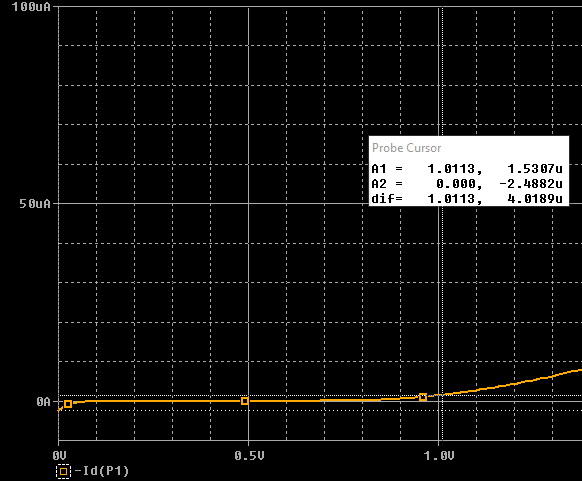 100uA
Probe Cursor
A1 = 1.0113, 1.5307u
A2 = 0.000, -2.4882u
dif= 1.0113, 4.0189u
50uA
0A
0V 0.5V 1.0V
-Id(P1)